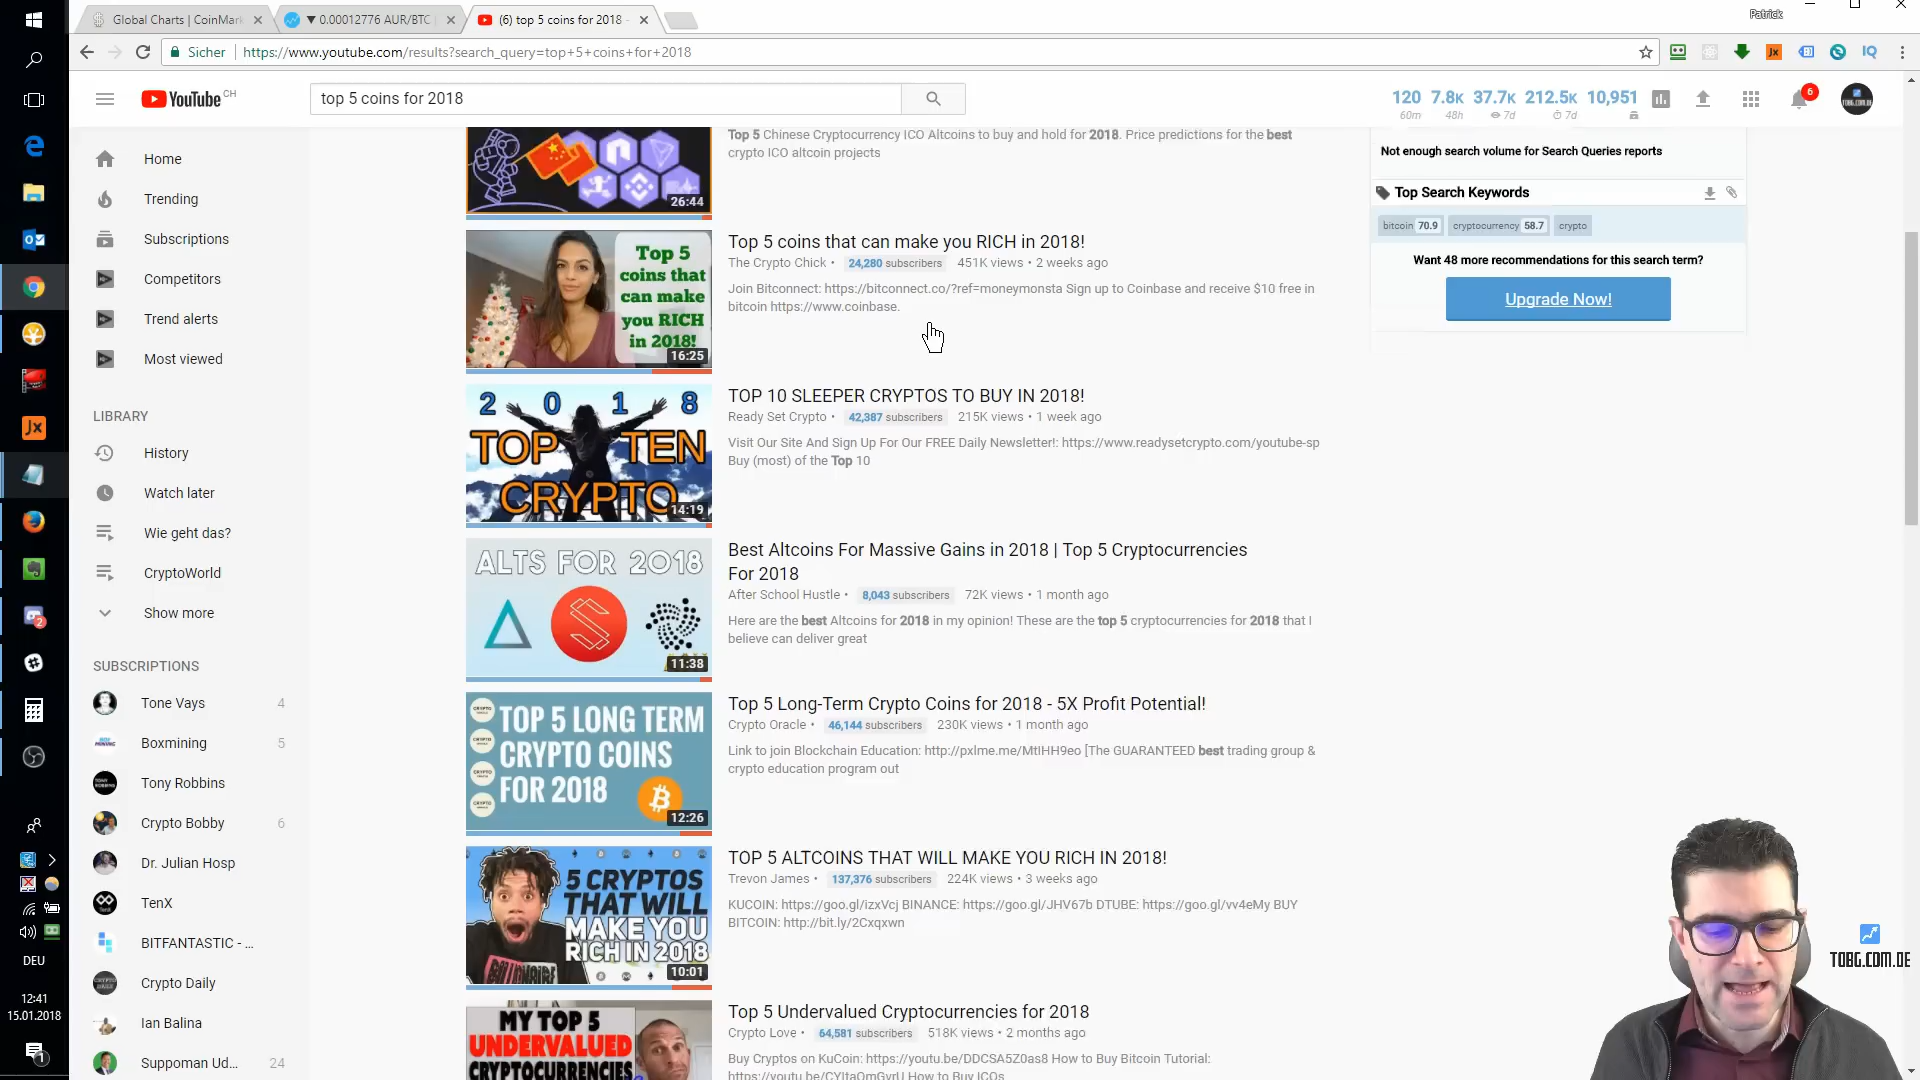 Patrick
Global Charts | CoinMar
▼ 0.00012776 AUR/BTC
(6) top 5 coins for 2018 -
Sicher
https://www.youtube.com/results?search_query=top+5+coins+for+2018
YouTube CH
top 5 coins for 2018
120 7.8K 37.7K 212.5K 10,951
60m 48h 7d 7d
6
Home
Trending
Subscriptions
Competitors
Trend alerts
Most viewed
LIBRARY
History
Watch later
Wie geht das?
CryptoWorld
Show more
SUBSCRIPTIONS
Tone Vays 4
Boxmining 5
Tony Robbins
Crypto Bobby 6
Dr. Julian Hosp
TenX
BITFANTASTIC - ...
Crypto Daily
Ian Balina
Suppoman Ud... 24
26:44
Top 5 Chinese Cryptocurrency ICO Altcoins to buy and hold for 2018. Price predictions for the best
crypto ICO altcoin projects
Top 5
coins that
can make
you RICH
in 2018!
16:25
Top 5 coins that can make you RICH in 2018!
The Crypto Chick • 24,280 subscribers 451K views • 2 weeks ago
Join Bitconnect: https://bitconnect.co/?ref=moneymonsta Sign up to Coinbase and receive $10 free in
bitcoin https://www.coinbase.
2 0 1 8
TOP TEN
CRYPTO
14:19
TOP 10 SLEEPER CRYPTOS TO BUY IN 2018!
Ready Set Crypto • 42,387 subscribers 215K views • 1 week ago
Visit Our Site And Sign Up For Our FREE Daily Newsletter!: https://www.readysetcrypto.com/youtube-sp
Buy (most) of the Top 10
ALTS FOR 2018
11:38
Best Altcoins For Massive Gains in 2018 | Top 5 Cryptocurrencies
For 2018
After School Hustle • 8,043 subscribers 72K views • 1 month ago
Here are the best Altcoins for 2018 in my opinion! These are the top 5 cryptocurrencies for 2018 that I
believe can deliver great
TOP 5 LONG TERM
CRYPTO COINS
FOR 2018
12:26
Top 5 Long-Term Crypto Coins for 2018 - 5X Profit Potential!
Crypto Oracle • 46,144 subscribers 230K views • 1 month ago
Link to join Blockchain Education: http://pxlme.me/MtIHH9eo [The GUARANTEED best trading group &
crypto education program out
5 CRYPTOS
THAT WILL
MAKE YOU
RICH IN 2018
10:01
TOP 5 ALTCOINS THAT WILL MAKE YOU RICH IN 2018!
Trevon James • 137,376 subscribers 224K views • 3 weeks ago
KUCOIN: https://goo.gl/izxVcj BINANCE: https://goo.gl/JHV67b DTUBE: https://goo.gl/vv4eMy BUY
BITCOIN: http://bit.ly/2Cxqxwn
MY TOP 5
UNDERVALUED
CRYPTOCURRENCIES
Top 5 Undervalued Cryptocurrencies for 2018
Crypto Love • 64,581 subscribers 518K views • 2 months ago
Buy Cryptos on KuCoin: https://youtu.be/DDCSA5Z0as8 How to Buy Bitcoin Tutorial:
Not enough search volume for Search Queries reports
Top Search Keywords
bitcoin 70.9 cryptocurrency 58.7 crypto
Want 48 more recommendations for this search term?
Upgrade Now!
TOBG.COM.DE
DEU
12:41
15.01.2018